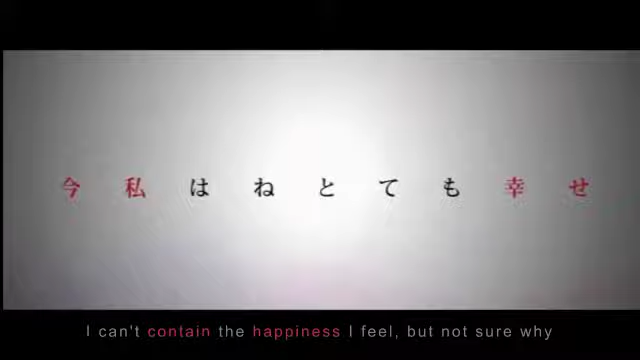 今私はねとても幸せ
I can't contain the happiness I feel, but not sure why